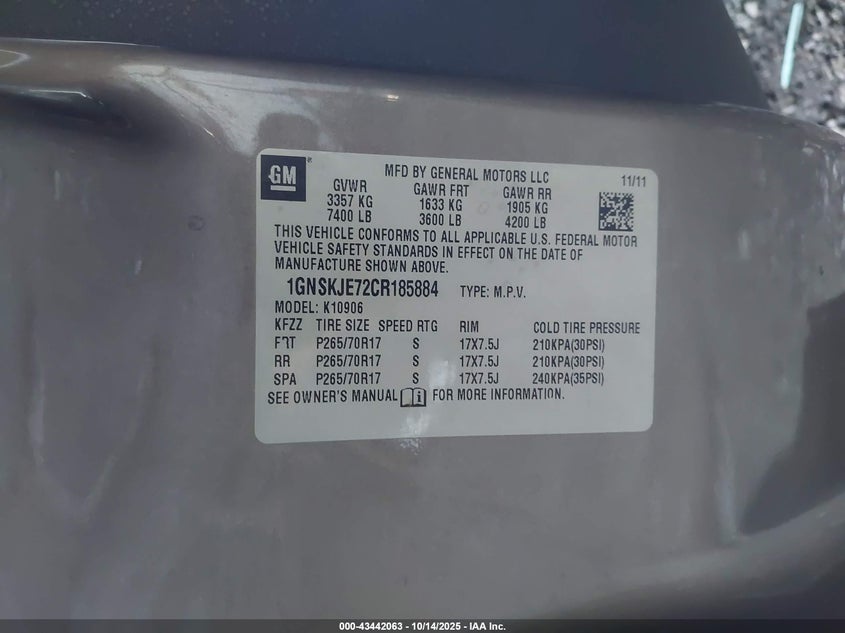 GM
MFD BY GENERAL MOTORS LLC 11/11
GVWR GAWR FRT GAWR RR
3357 KG 1633 KG 1905 KG
7400 LB 3600 LB 4200 LB
THIS VEHICLE CONFORMS TO ALL APPLICABLE U.S. FEDERAL MOTOR
VEHICLE SAFETY STANDARDS IN EFFECT ON THE DATE OF
MANUFACTURE SHOWN ABOVE.
1GNSKJE72CR185884 TYPE: M.P.V.
MODEL: K10906
KFZZ TIRE SIZE SPEED RTG RIM COLD TIRE PRESSURE
FRT P265/70R17 S 17X7.5J 210KPA(30PSI)
RR P265/70R17 S 17X7.5J 210KPA(30PSI)
SPA P265/70R17 S 17X7.5J 240KPA(35PSI)
SEE OWNER'S MANUAL i FOR MORE INFORMATION.
000-43442063 | 10/14/2025 - IAA Inc.